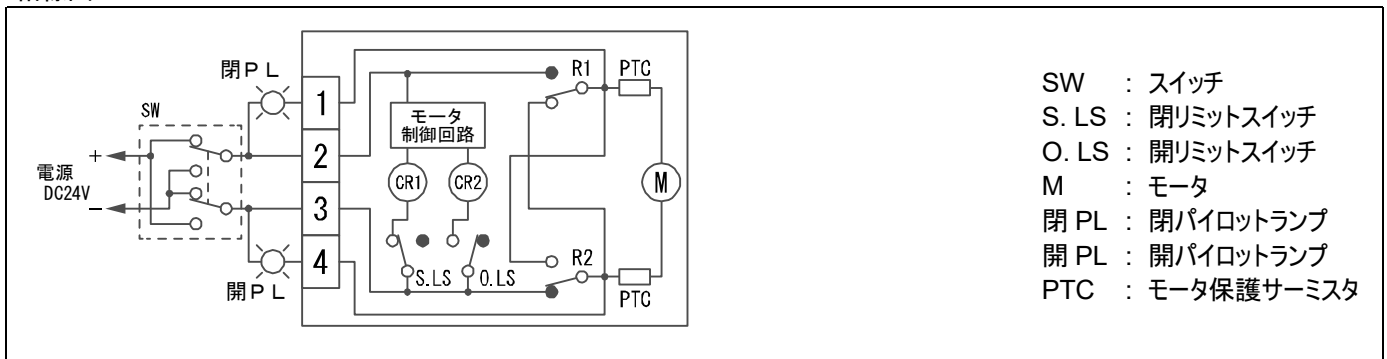 閉PL
R1 PTC
SW
1
モータ
制御回路
+
2
電源
DC24V
CR1 CR2
M
−
3
4
S.LS O.LS
R2
開PL
PTC
SW : スイッチ
S. LS : 閉リミットスイッチ
O. LS : 開リミットスイッチ
M : モータ
閉 PL : 閉パイロットランプ
開 PL : 開パイロットランプ
PTC : モータ保護サーミスタ